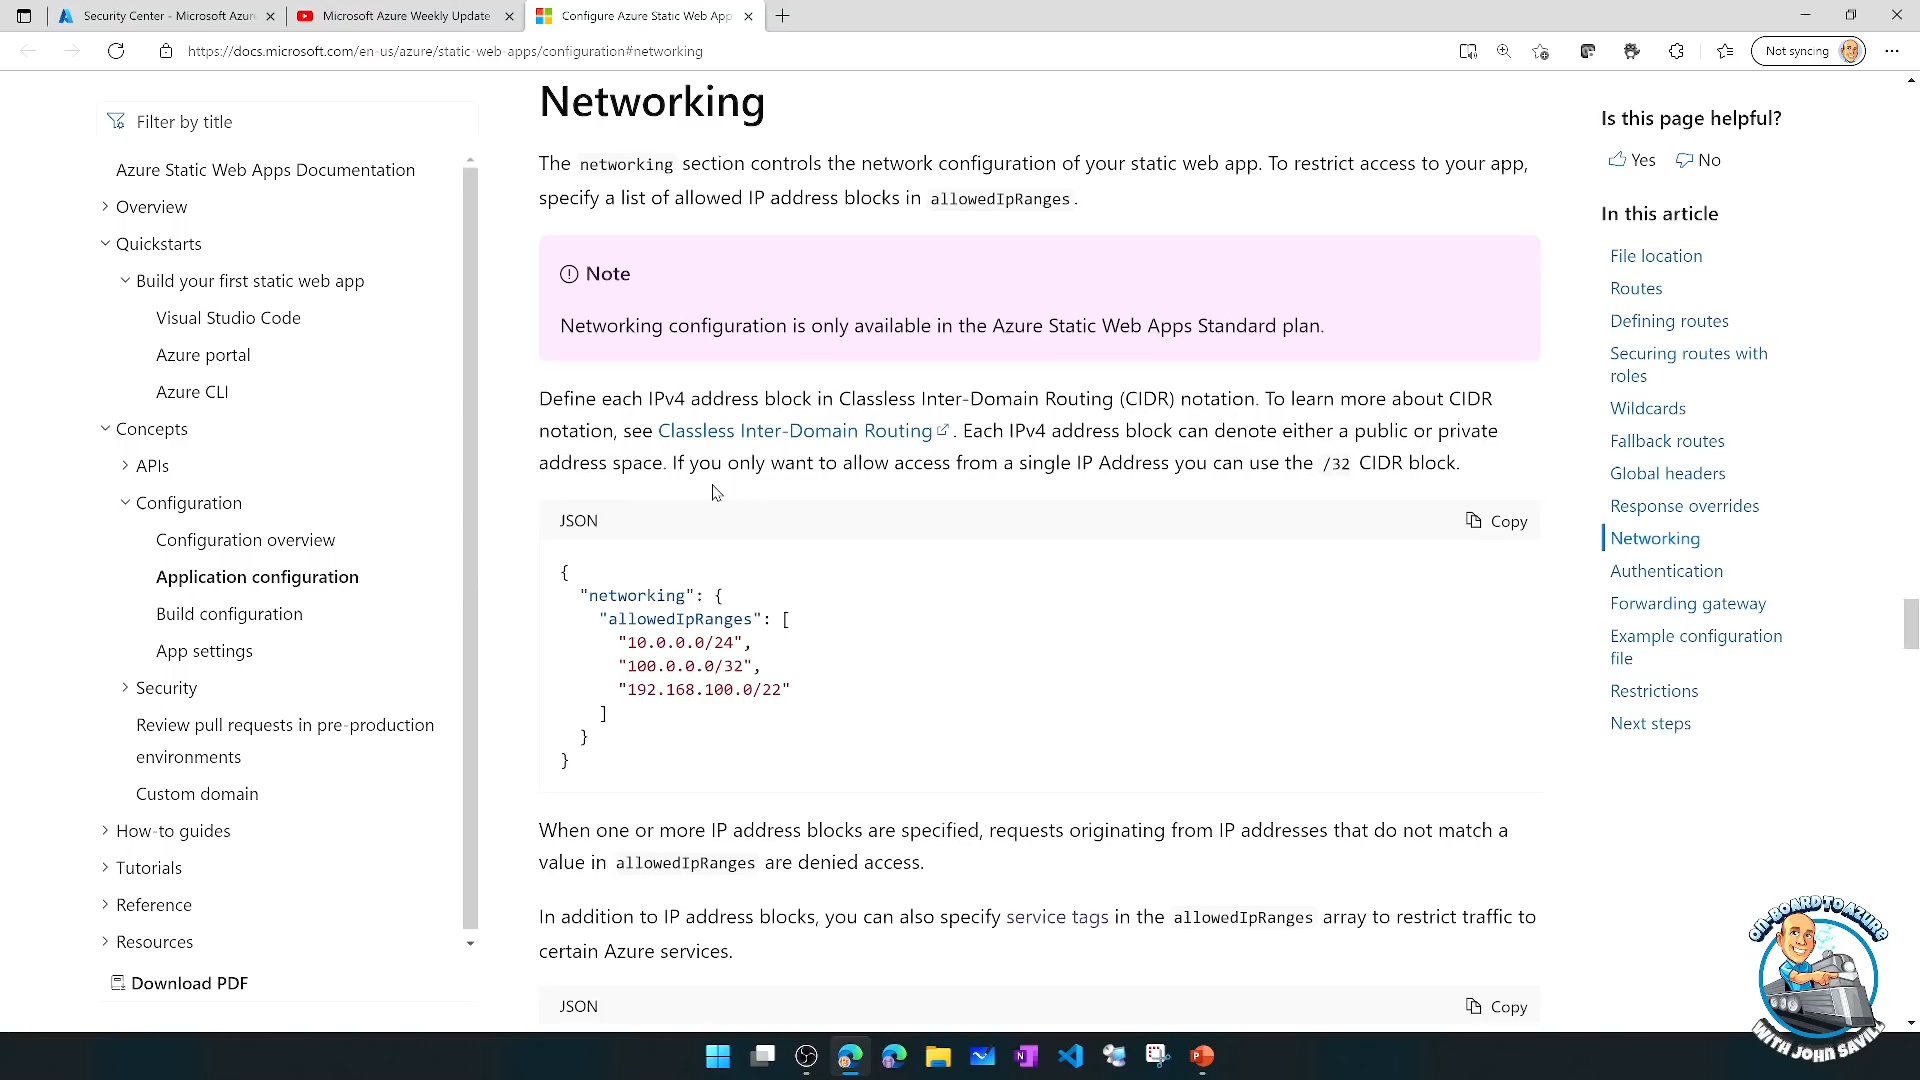 Security Center - Microsoft Azur
Microsoft Azure Weekly Update
Configure Azure Static Web App
https://docs.microsoft.com/en-us/azure/static-web-apps/configuration#networking
Not syncing
Filter by title
Azure Static Web Apps Documentation
Overview
Quickstarts
Build your first static web app
Visual Studio Code
Azure portal
Azure CLI
Concepts
APIs
Configuration
Configuration overview
Application configuration
Build configuration
App settings
Security
Review pull requests in pre-production
environments
Custom domain
How-to guides
Tutorials
Reference
Resources
Download PDF
Networking
The networking section controls the network configuration of your static web app. To restrict access to your app,
specify a list of allowed IP address blocks in allowedIpRanges.
Note
Networking configuration is only available in the Azure Static Web Apps Standard plan.
Define each IPv4 address block in Classless Inter-Domain Routing (CIDR) notation. To learn more about CIDR
notation, see Classless Inter-Domain Routing. Each IPv4 address block can denote either a public or private
address space. If you only want to allow access from a single IP Address you can use the /32 CIDR block.
JSON
Copy
{
"networking": {
"allowedIpRanges": [
"10.0.0.0/24",
"100.0.0.0/32",
"192.168.100.0/22"
]
}
}
When one or more IP address blocks are specified, requests originating from IP addresses that do not match a
value in allowedIpRanges are denied access.
In addition to IP address blocks, you can also specify service tags in the allowedIpRanges array to restrict traffic to
certain Azure services.
JSON
Copy
Is this page helpful?
Yes No
In this article
File location
Routes
Defining routes
Securing routes with
roles
Wildcards
Fallback routes
Global headers
Response overrides
Networking
Authentication
Forwarding gateway
Example configuration
file
Restrictions
Next steps
ON-BOARD TO AZURE
WITH JOHN SAVILL